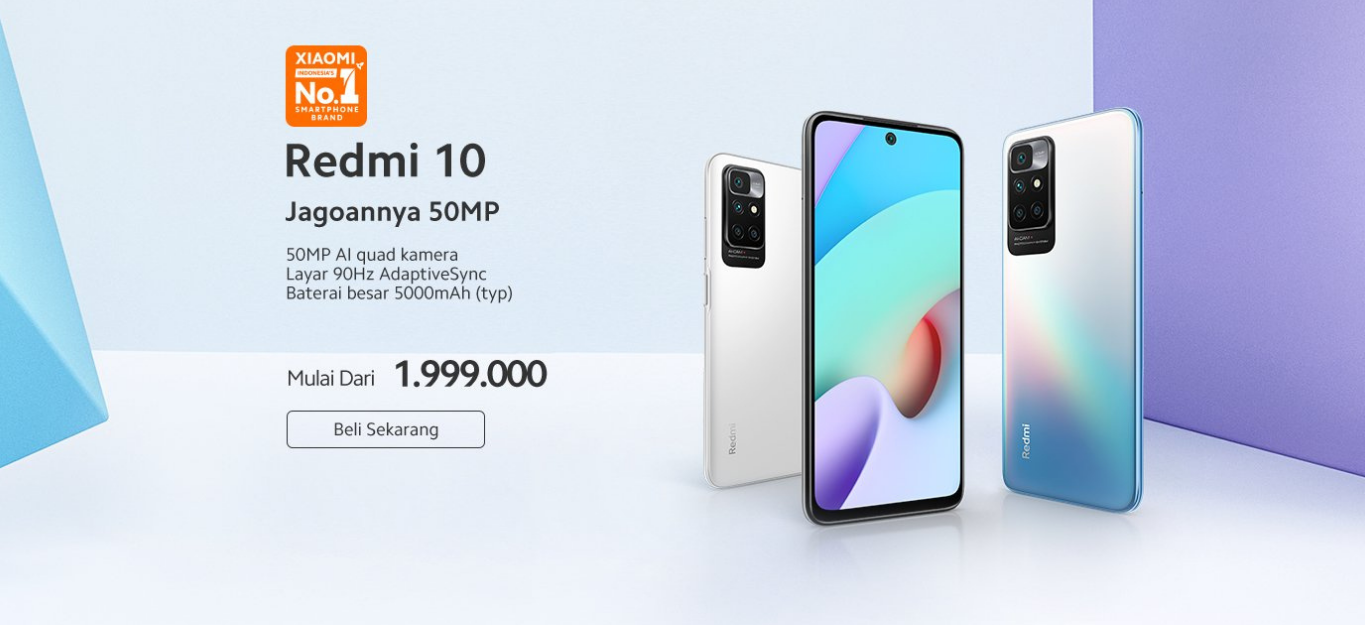 XIAOMI
INDONESIA'S
No.1
SMARTPHONE
BRAND
Redmi 10
Jagoannya 50MP
50MP AI quad kamera
Layar 90Hz AdaptiveSync
Baterai besar 5000mAh (typ)
Mulai Dari 1.999.000
Beli Sekarang
Redmi
Redmi